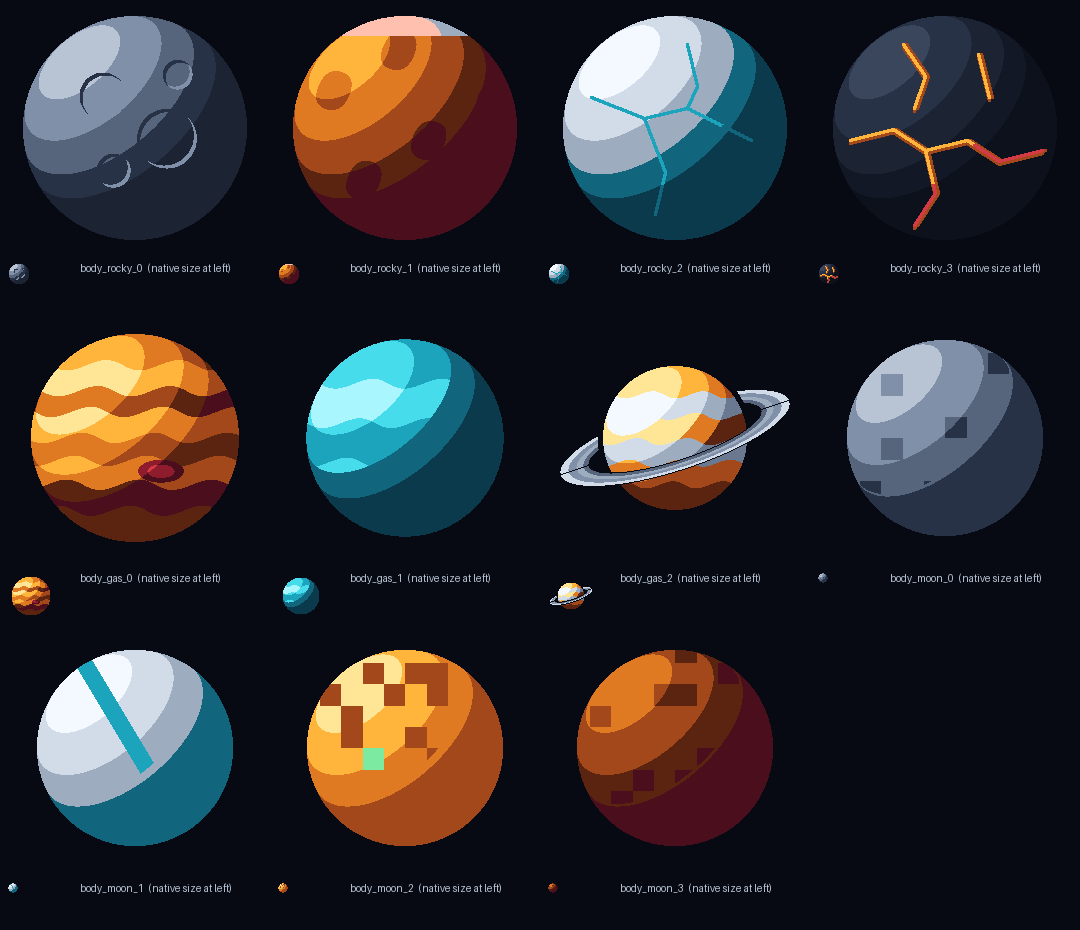 body_rocky_0 (native size at left)
body_rocky_1 (native size at left)
body_rocky_2 (native size at left)
body_rocky_3 (native size at left)
body_gas_0 (native size at left)
body_gas_1 (native size at left)
body_gas_2 (native size at left)
body_moon_0 (native size at left)
body_moon_1 (native size at left)
body_moon_2 (native size at left)
body_moon_3 (native size at left)